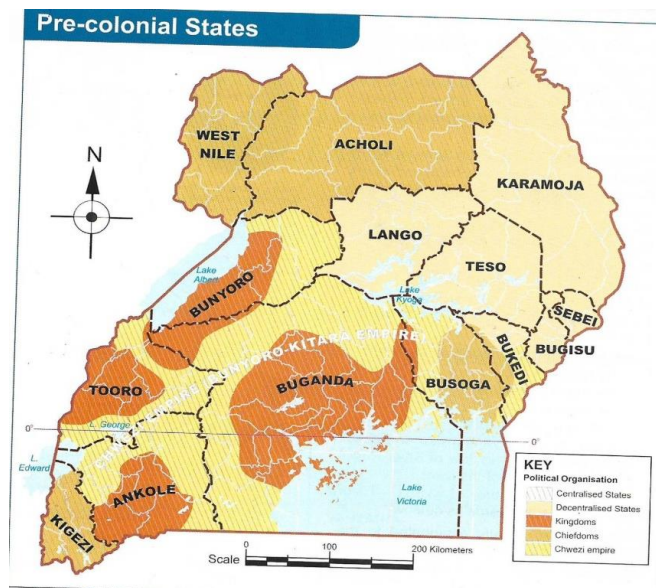 Pre-colonial States
N
WEST
NILE
ACHOLI
KARAMOJA
LANGO
TESO
Lake
Albert
BUNYORO
Lake
Kyoga
SEBEI
BUGISU
BUKEDI
BUSOGA
CHWEZI EMPIRE (BUNYORO-KITARA EMPIRE)
BUGANDA
TOORO
L. George
0°
0°
L.
Edward
ANKOLE
KIGEZI
Lake
Victoria
KEY
Political Organisation
Centralised States
Decentralised States
Kingdoms
Chiefdoms
Chwezi empire
0 100 200 Kilometers
Scale